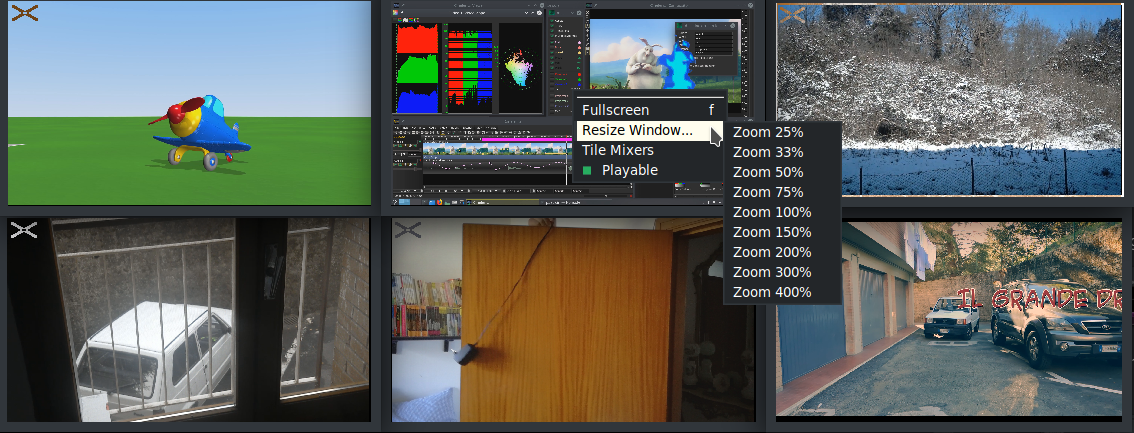 Fullscreen f
Resize Window...
Tile Mixers
Playable
Zoom 25%
Zoom 33%
Zoom 50%
Zoom 75%
Zoom 100%
Zoom 150%
Zoom 200%
Zoom 300%
Zoom 400%
IL GRANDE DR